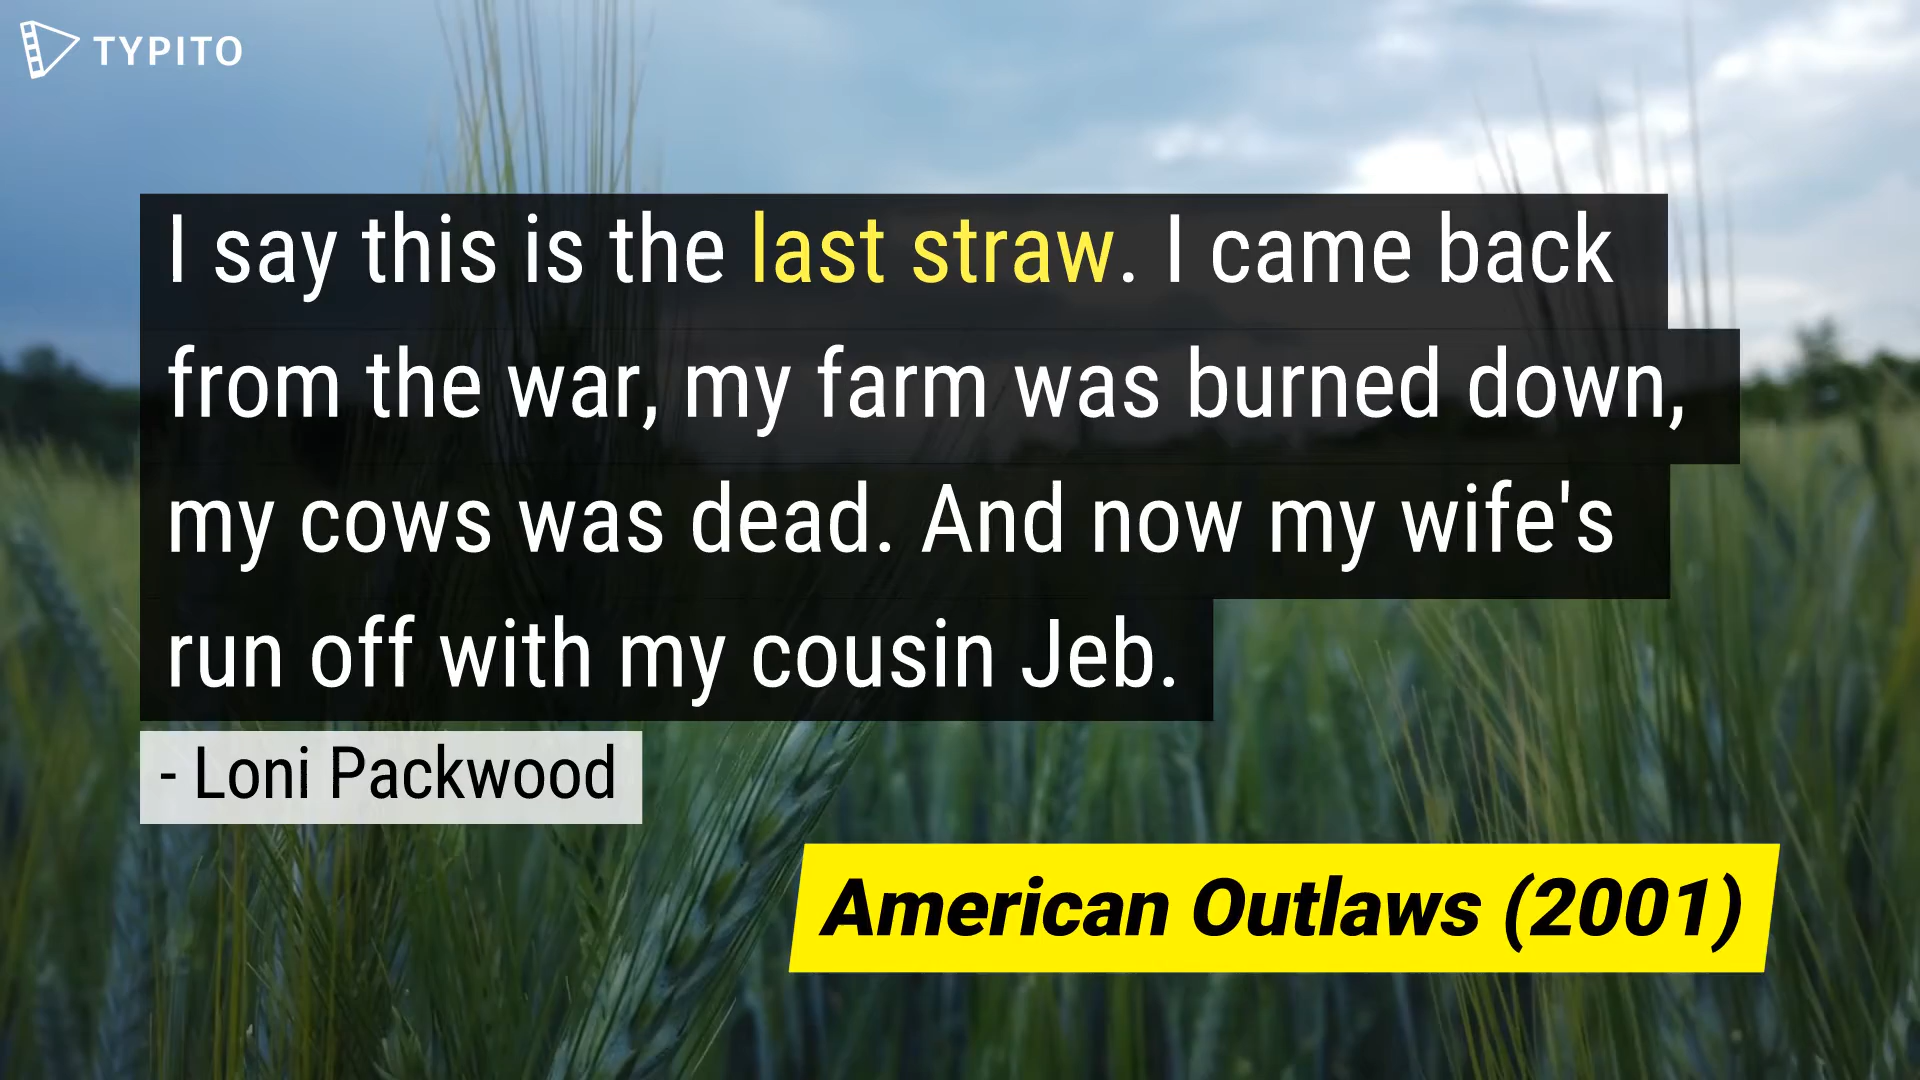 TYPITO
I say this is the last straw. I came back
from the war, my farm was burned down,
my cows was dead. And now my wife's
run off with my cousin Jeb.
- Loni Packwood
American Outlaws (2001)